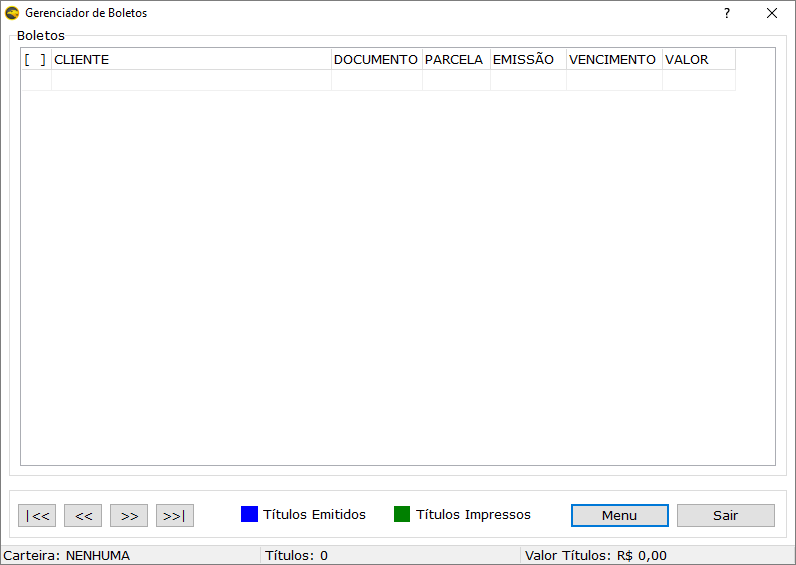 Gerenciador de Boletos ?
Boletos
[ ] CLIENTE DOCUMENTO PARCELA EMISSÃO VENCIMENTO VALOR
|<< << >> >>| Títulos Emitidos Títulos Impressos Menu Sair
Carteira: NENHUMA Títulos: 0 Valor Títulos: R$ 0,00